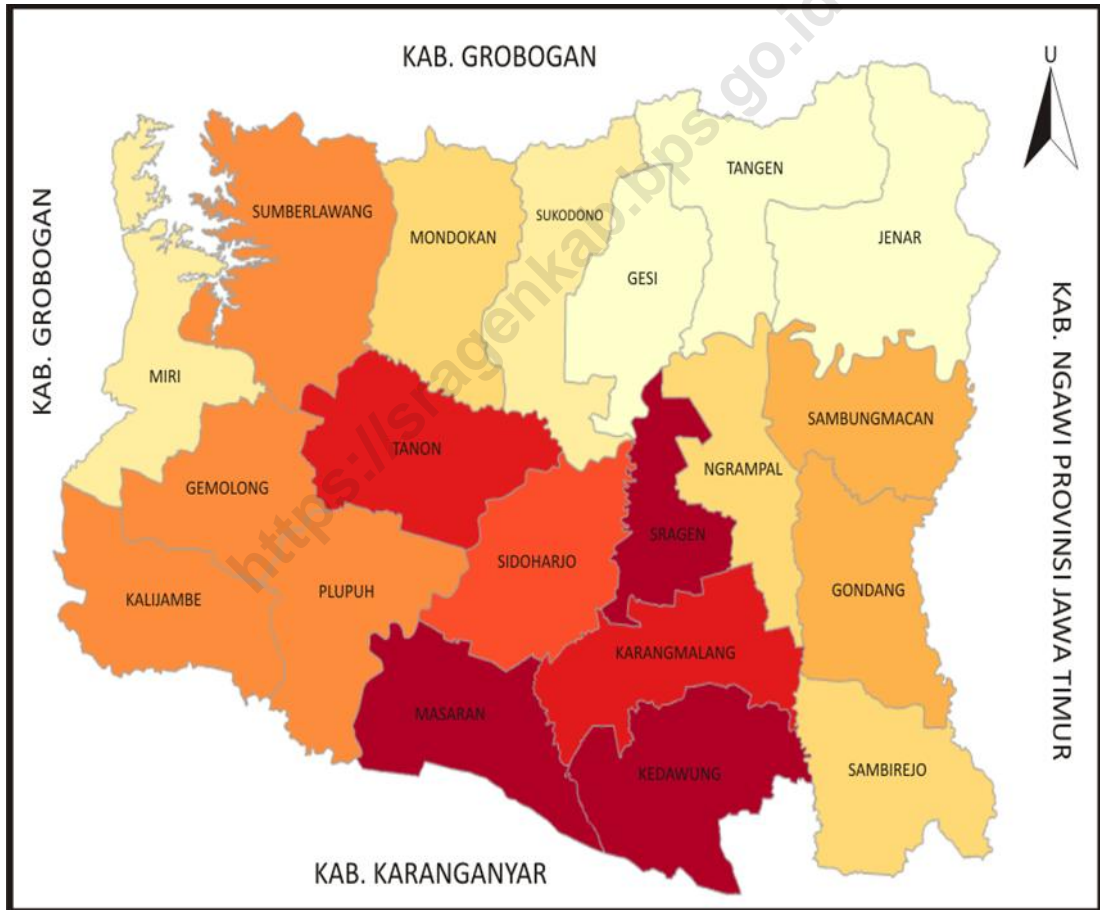 KAB. GROBOGAN
U
TANGEN
SUMBERLAWANG
SUKODONO
MONDOKAN
JENAR
GESI
KAB. GROBOGAN
KAB. NGAWI PROVINSI JAWA TIMUR
MIRI
SAMBUNGMACAN
TANON
NGRAMPAL
GEMOLONG
SRAGEN
SIDOHARJO
PLUPUH
GONDANG
KALIJAMBE
KARANGMALANG
MASARAN
KEDAWUNG
SAMBIREJO
KAB. KARANGANYAR
https://sragenkab.bps.go.id